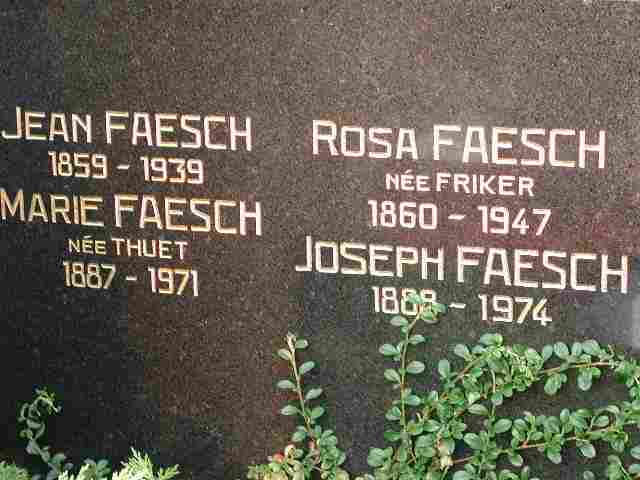 JEAN FAESCH
1859 - 1939
MARIE FAESCH
NÉE THUET
1887 - 1971
ROSA FAESCH
NÉE FRIKER
1860 - 1947
JOSEPH FAESCH
1888 - 1974